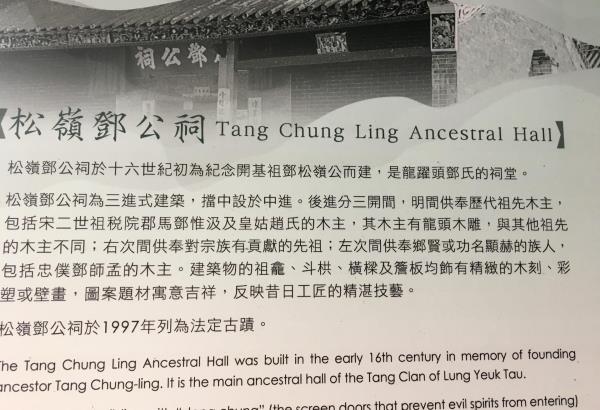 祠公鄧
【松嶺鄧公祠 Tang Chung Ling Ancestral Hall】
松嶺鄧公祠於十六世紀初為紀念開基祖鄧松嶺公而建，是龍躍頭鄧氏的祠堂。
松嶺鄧公祠為三進式建築，擋中設於中進。後進分三開間，明間供奉歷代祖先木主，
包括宋二世祖税院郡馬鄧惟汲及皇姑趙氏的木主，其木主有龍頭木雕，與其他祖先
的木主不同；右次間供奉對宗族有貢獻的先祖；左次間供奉鄉賢或功名顯赫的族人，
包括忠僕鄧師孟的木主。建築物的祖龕、斗栱、橫樑及簷板均飾有精緻的木刻、彩
塑或壁畫，圖案題材寓意吉祥，反映昔日工匠的精湛技藝。
松嶺鄧公祠於1997年列為法定古蹟。
The Tang Chung Ling Ancestral Hall was built in the early 16th century in memory of founding
ancestor Tang Chung-ling. It is the main ancestral hall of the Tang Clan of Lung Yeuk Tau.
(the screen doors that prevent evil spirits from entering)